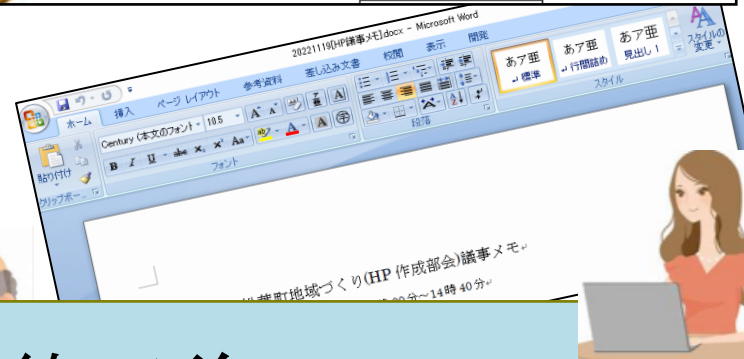 20221119[HP議事メモ].docx - Microsoft Word
ホーム 挿入 ページ レイアウト 参考資料 差し込み文書 校閲 表示 開発
貼り付け
クリップボー...
Century (本文のフォント 10.5
B I U abc x₂ x² Aa
フォント
段落
あア亜 あア亜 あア亜
標準 行間詰め 見出し 1
スタイルの変更
スタイル
町地域づくり(HP 作成部会)議事メモ
分～14時40分